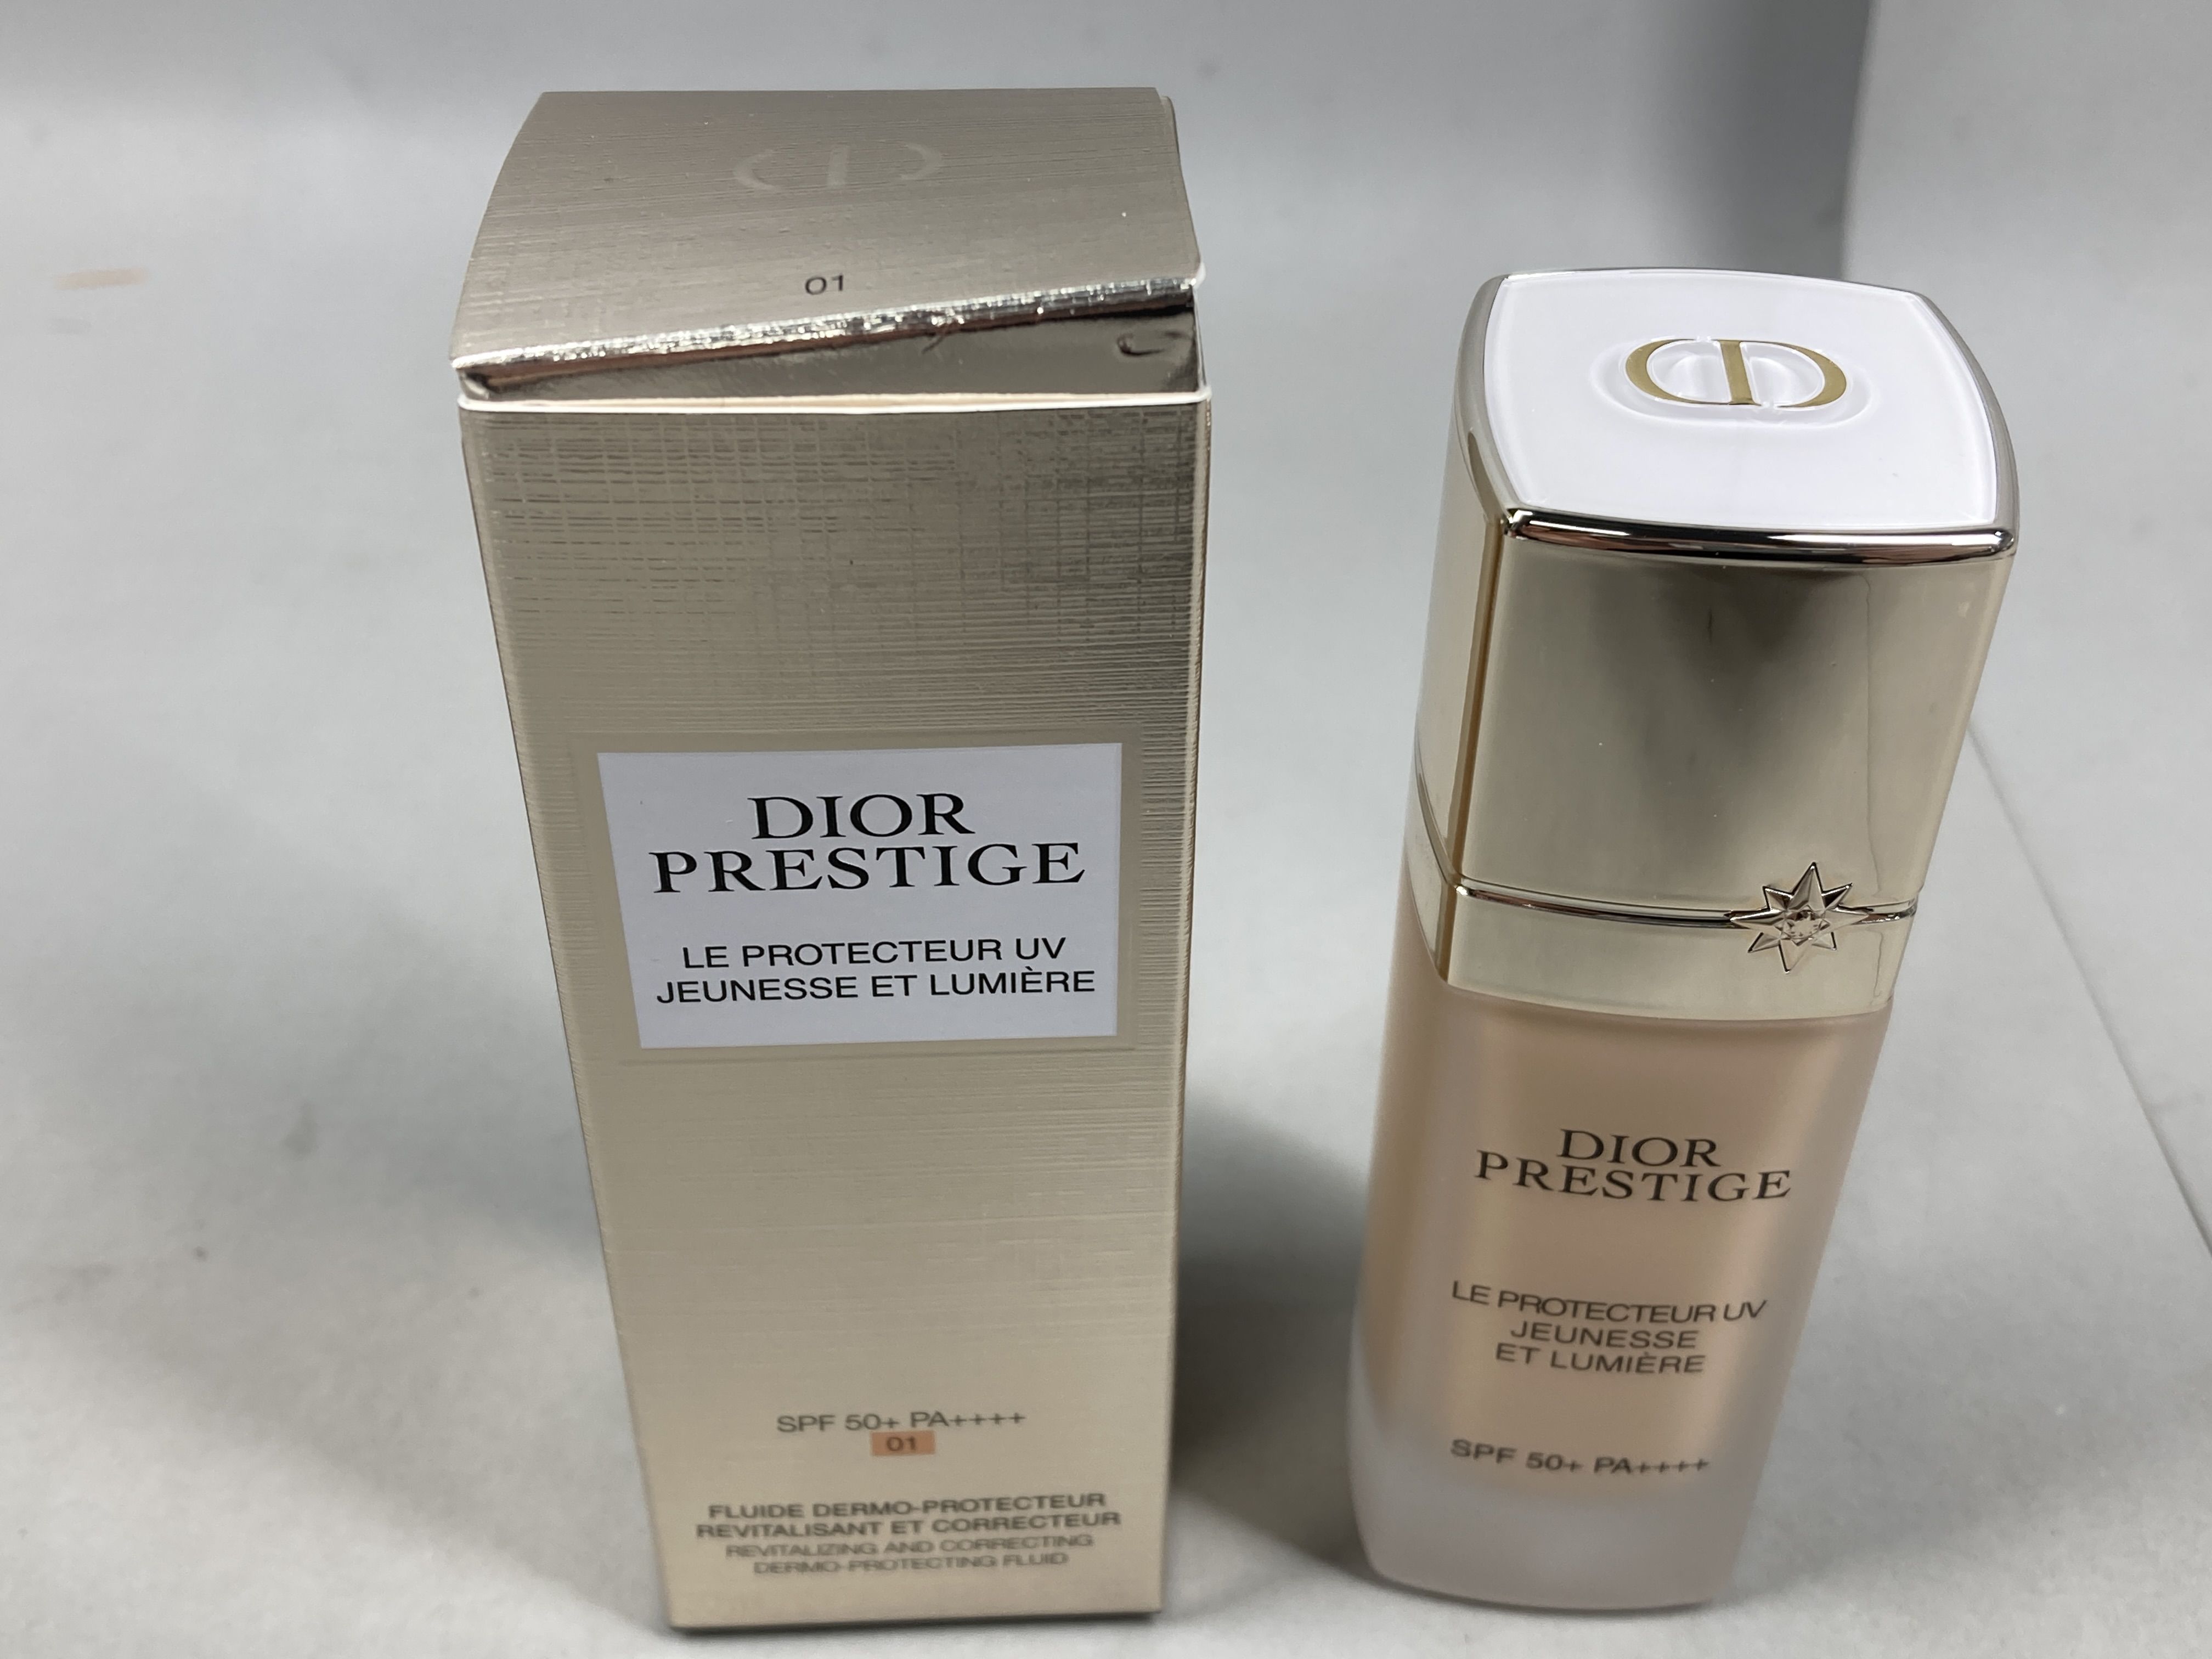 01
DIOR
PRESTIGE
LE PROTECTEUR UV
JEUNESSE ET LUMIÈRE
SPF 50+ PA++++
01
FLUIDE DERMO-PROTECTEUR
REVITALISANT ET CORRECTEUR
REVITALIZING AND CORRECTING
DERMO-PROTECTING FLUID
CD
DIOR
PRESTIGE
LE PROTECTEUR UV
JEUNESSE
ET LUMIÈRE
SPF 50+ PA++++